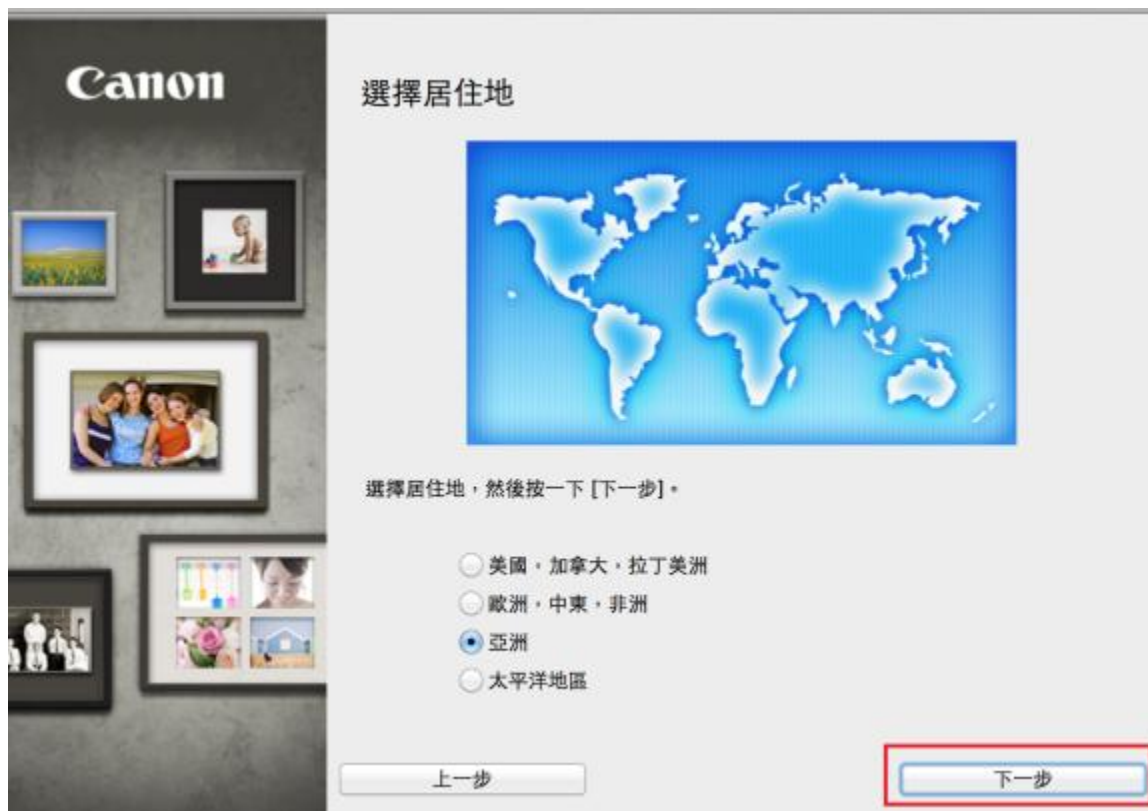 Canon
選擇居住地
選擇居住地，然後按一下 [下一步]。
美國，加拿大，拉丁美洲
歐洲，中東，非洲
亞洲
太平洋地區
上一步
下一步